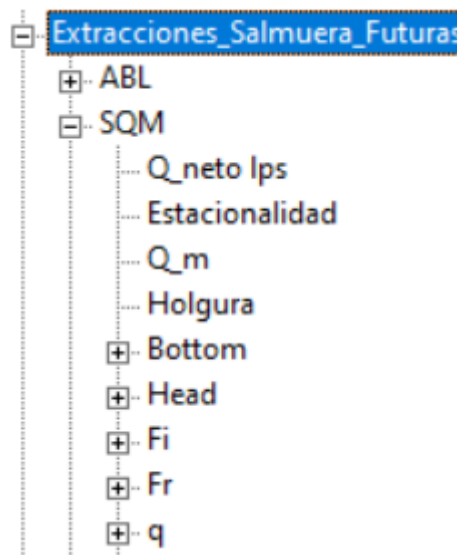 Extracciones_Salmuera_Futuras
ABL
SQM
Q_neto lps
Estacionalidad
Q_m
Holgura
Bottom
Head
Fi
Fr
q